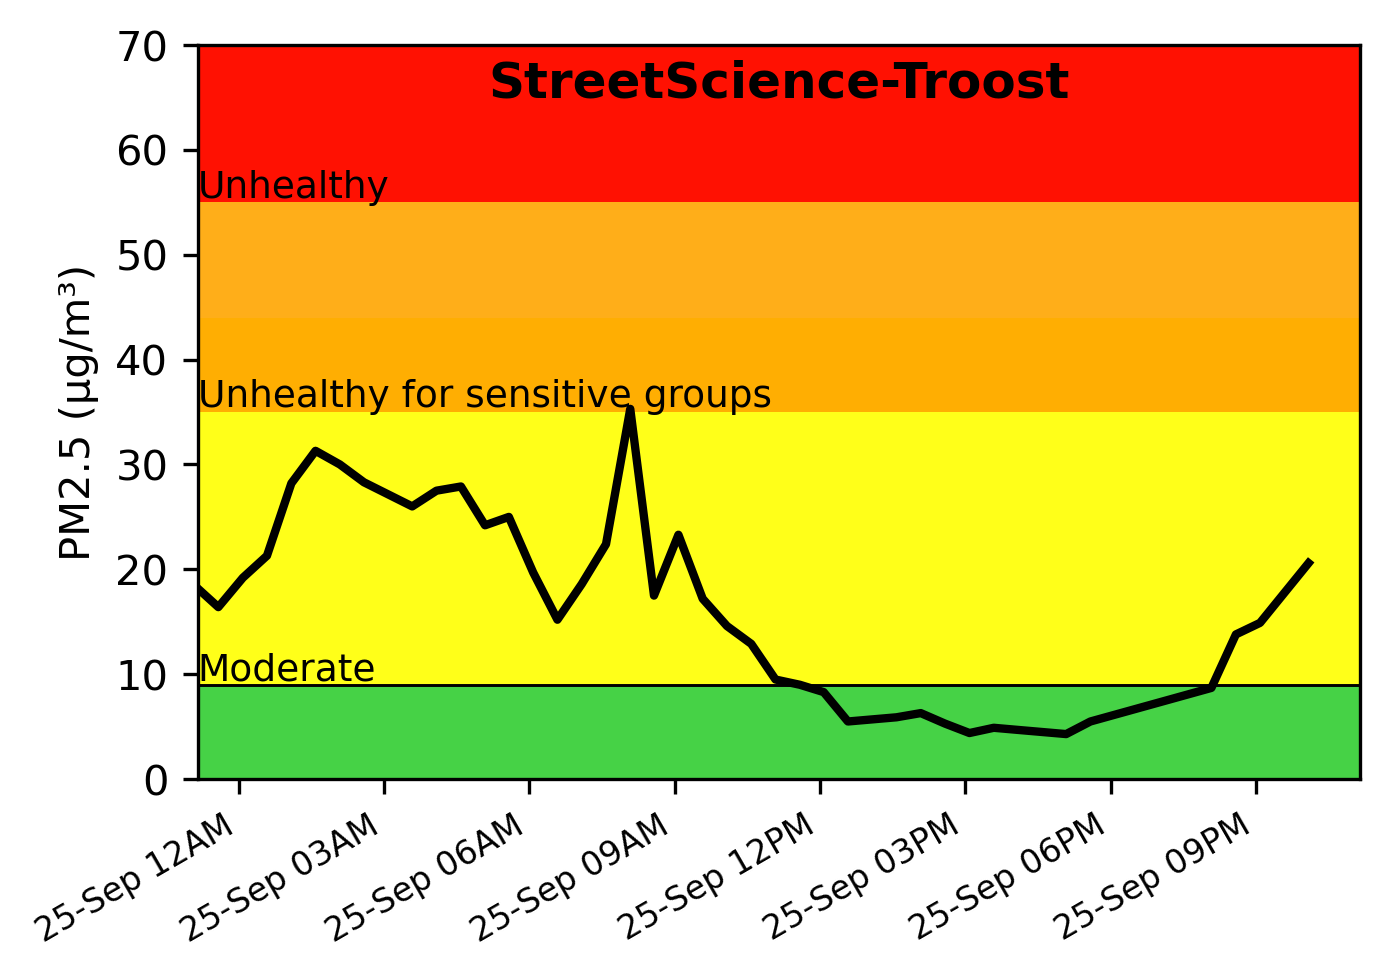 StreetScience-Troost
70
60
50
40
30
20
10
0
PM2.5 (µg/m³)
Unhealthy
Unhealthy for sensitive groups
Moderate
25-Sep 12AM
25-Sep 03AM
25-Sep 06AM
25-Sep 09AM
25-Sep 12PM
25-Sep 03PM
25-Sep 06PM
25-Sep 09PM